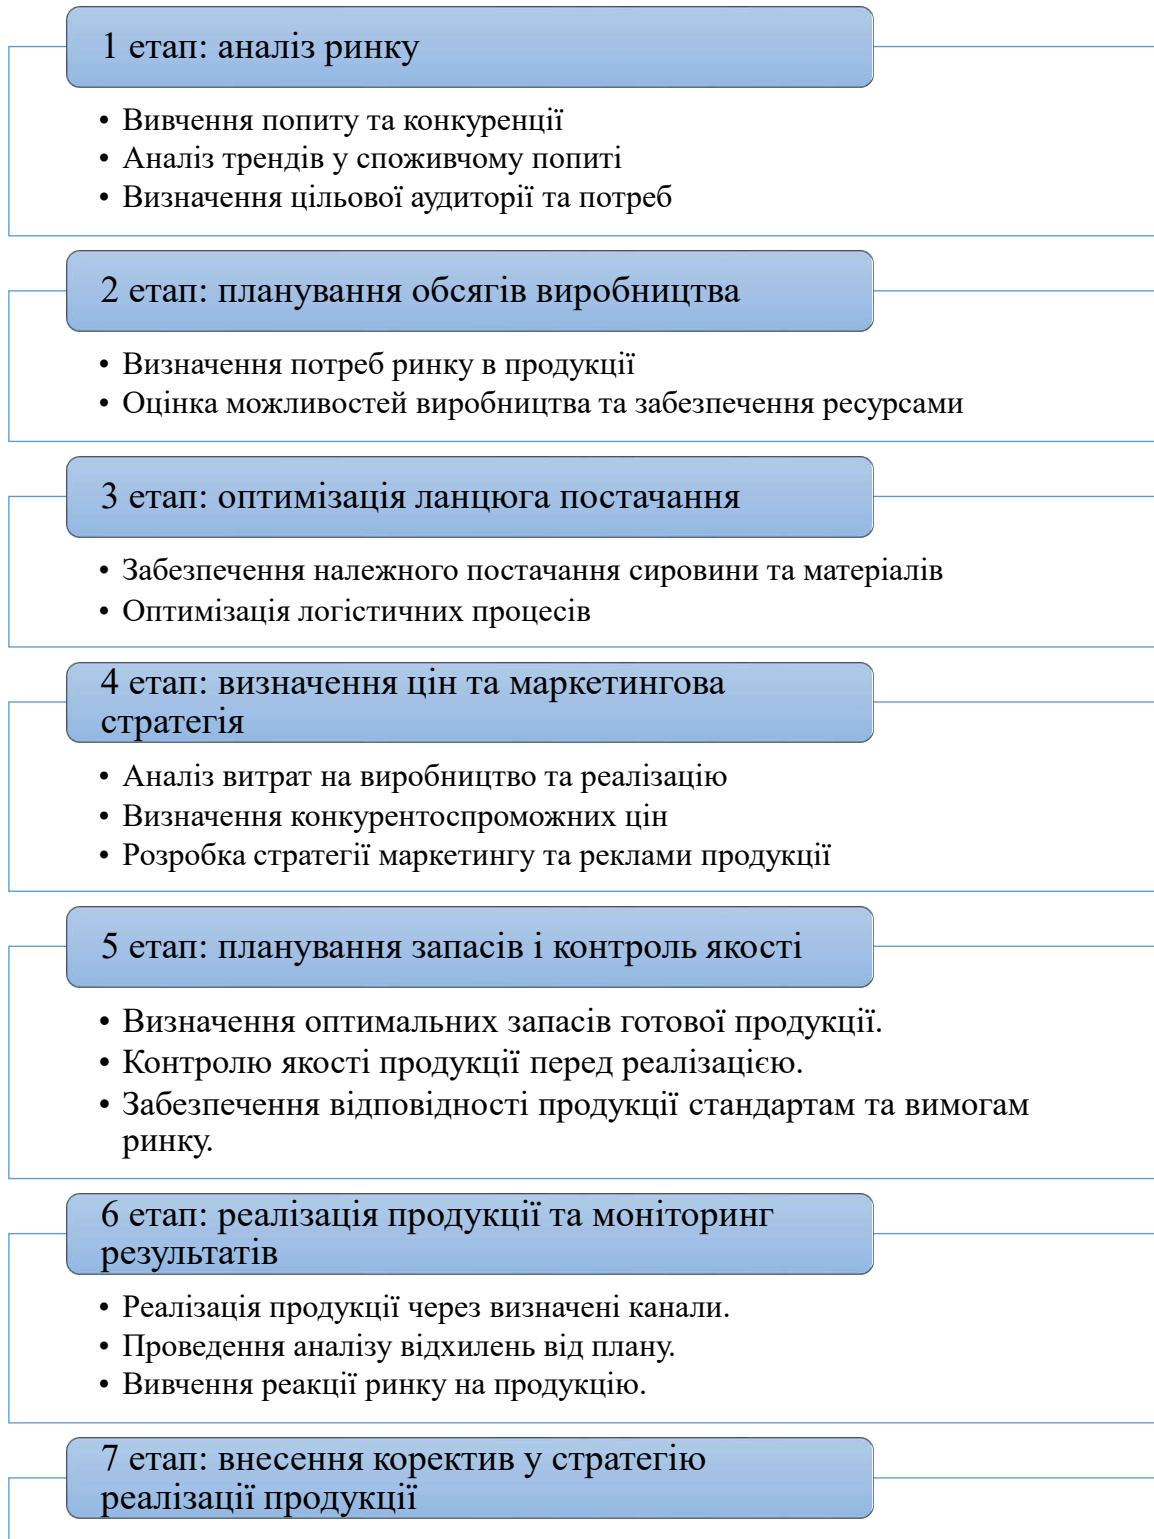 1 етап: аналіз ринку
• Вивчення попиту та конкуренції
• Аналіз трендів у споживчому попиті
• Визначення цільової аудиторії та потреб
2 етап: планування обсягів виробництва
• Визначення потреб ринку в продукції
• Оцінка можливостей виробництва та забезпечення ресурсами
3 етап: оптимізація ланцюга постачання
• Забезпечення належного постачання сировини та матеріалів
• Оптимізація логістичних процесів
4 етап: визначення цін та маркетингова
стратегія
• Аналіз витрат на виробництво та реалізацію
• Визначення конкурентоспроможних цін
• Розробка стратегії маркетингу та реклами продукції
5 етап: планування запасів і контроль якості
• Визначення оптимальних запасів готової продукції.
• Контролю якості продукції перед реалізацією.
• Забезпечення відповідності продукції стандартам та вимогам
ринку.
6 етап: реалізація продукції та моніторинг
результатів
• Реалізація продукції через визначені канали.
• Проведення аналізу відхилень від плану.
• Вивчення реакції ринку на продукцію.
7 етап: внесення коректив у стратегію
реалізації продукції